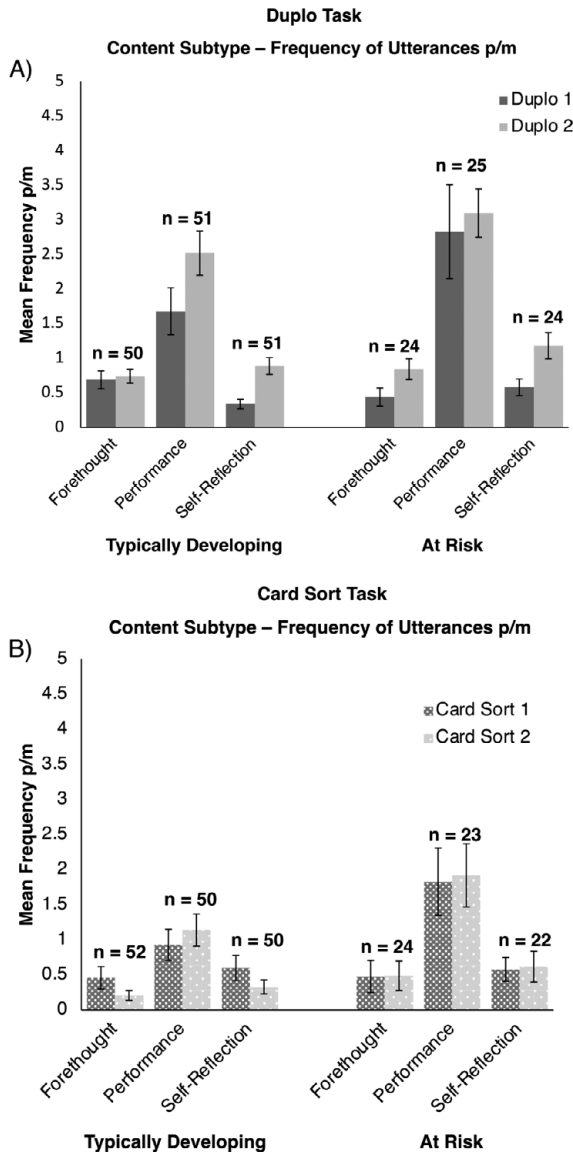 Duplo Task
Content Subtype – Frequency of Utterances p/m
A)
5
4.5
4
3.5
3
2.5
2
1.5
1
0.5
0
Mean Frequency p/m
Duplo 1
Duplo 2
n = 50
n = 51
n = 51
n = 24
n = 25
n = 24
Forethought
Performance
Self-Reflection
Forethought
Performance
Self-Reflection
Typically Developing
At Risk
Card Sort Task
Content Subtype – Frequency of Utterances p/m
B)
5
4.5
4
3.5
3
2.5
2
1.5
1
0.5
0
Mean Frequency p/m
Card Sort 1
Card Sort 2
n = 52
n = 50
n = 50
n = 24
n = 23
n = 22
Forethought
Performance
Self-Reflection
Forethought
Performance
Self-Reflection
Typically Developing
At Risk